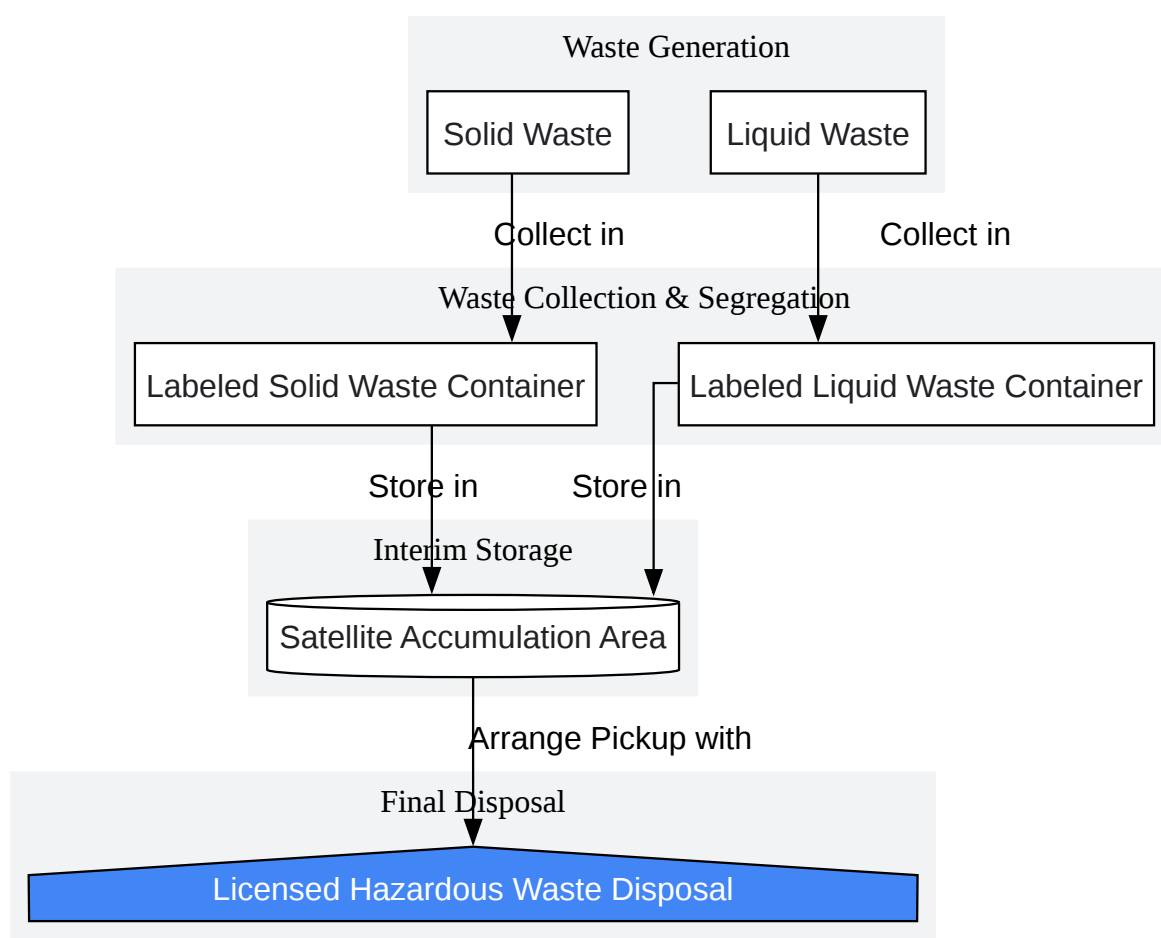 Waste Generation
Solid Waste
Liquid Waste
Collect in
Collect in
Waste Collection & Segregation
Labeled Solid Waste Container
Labeled Liquid Waste Container
Store in
Store in
Interim Storage
Satellite Accumulation Area
Arrange Pickup with
Final Disposal
Licensed Hazardous Waste Disposal